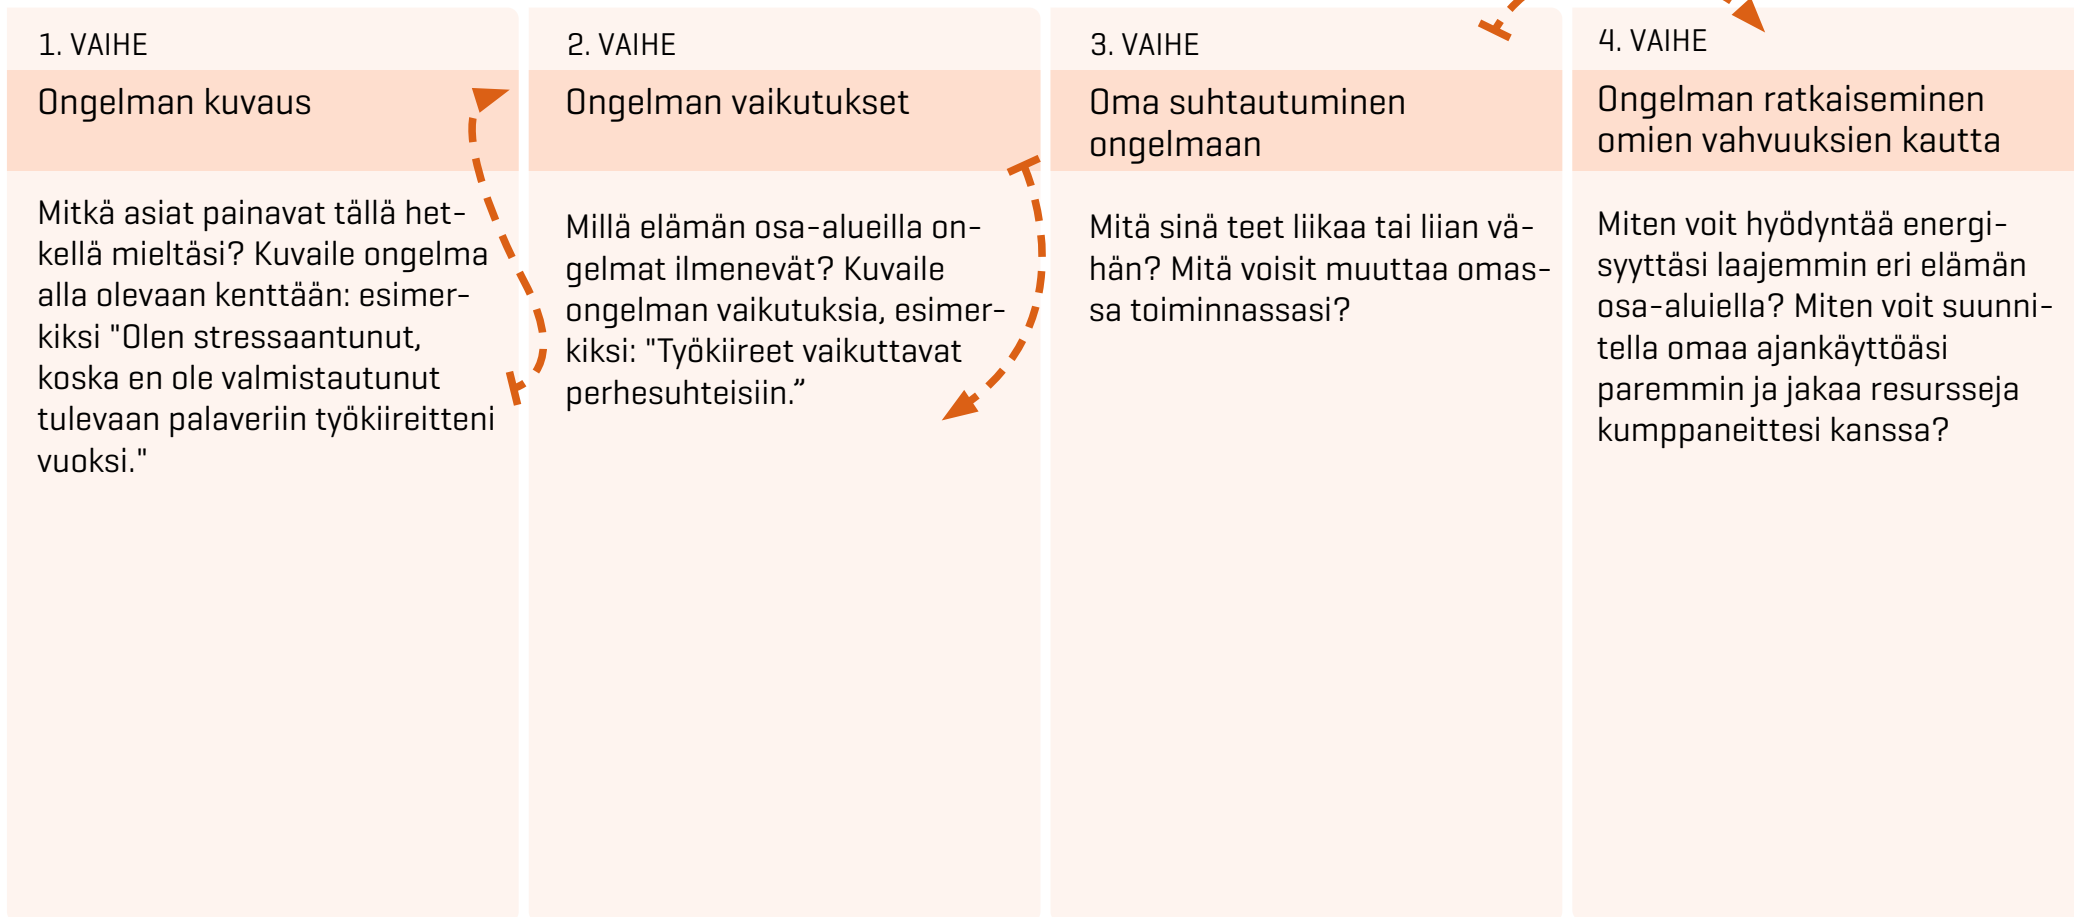 1. VAIHE
Ongelman kuvaus
Mitkä asiat painavat tällä het-
kellä mieltäsi? Kuvaile ongelma
alla olevaan kenttään: esimer-
kiksi "Olen stressaantunut,
koska en ole valmistautunut
tulevaan palaveriin työkiireitteni
vuoksi."
2. VAIHE
Ongelman vaikutukset
Millä elämän osa-alueilla on-
gelmat ilmenevät? Kuvaile
ongelman vaikutuksia, esimer-
kiksi: "Työkiireet vaikuttavat
perhesuhteisiin.”
3. VAIHE
Oma suhtautuminen
ongelmaan
Mitä sinä teet liikaa tai liian vä-
hän? Mitä voisit muuttaa omas-
sa toiminnassasi?
4. VAIHE
Ongelman ratkaiseminen
omien vahvuuksien kautta
Miten voit hyödyntää energi-
syyttäsi laajemmin eri elämän
osa-aluiella? Miten voit suunni-
tella omaa ajankäyttöäsi
paremmin ja jakaa resursseja
kumppaneittesi kanssa?